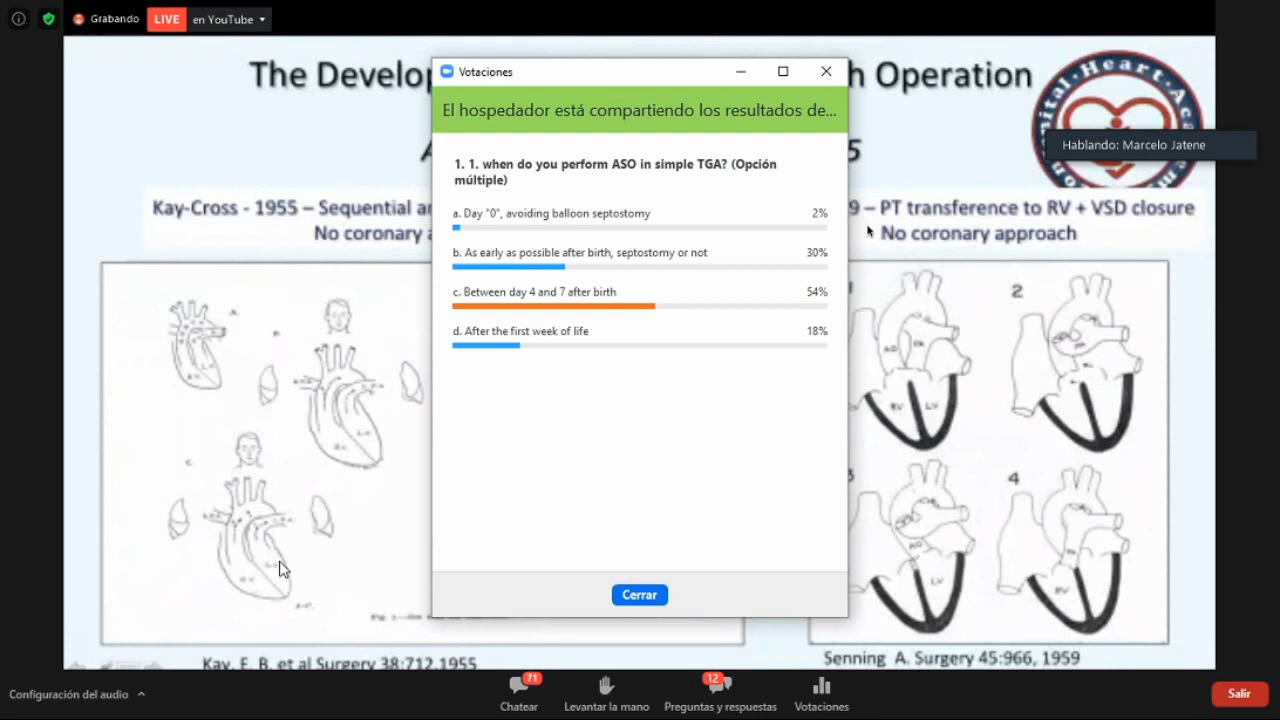 Grabando
LIVE en YouTube
The Develop
h Operation
Votaciones
El hospedador está compartiendo los resultados de...
Hablando: Marcelo Jatene
1. 1. when do you perform ASO in simple TGA? (Opción
múltiple)
a. Day "0", avoiding balloon septostomy 2%
b. As early as possible after birth, septostomy or not 30%
c. Between day 4 and 7 after birth 54%
d. After the first week of life 18%
Cerrar
Kay-Cross - 1955 – Sequential
No coronary
9 – PT transference to RV + VSD closure
No coronary approach
2
4
RV
LV
Kay, E. B. et al Surgery 38:712,1955
Senning A. Surgery 45:966, 1959
Configuración del audio
71
Chatear
Levantar la mano
12
Preguntas y respuestas
Votaciones
Salir